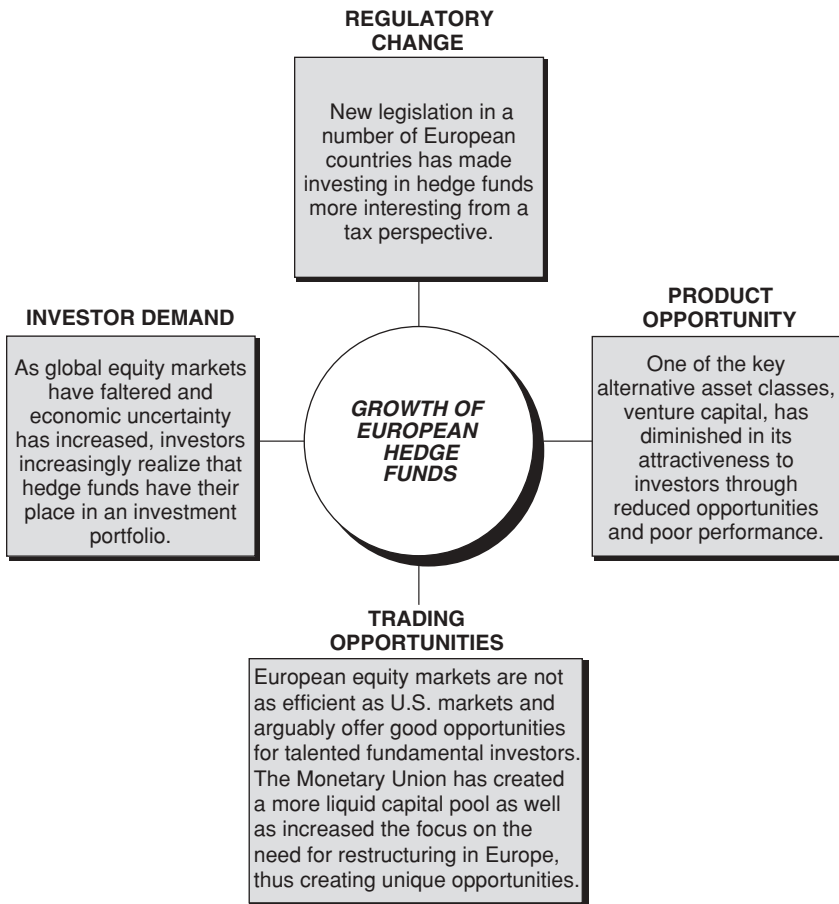 REGULATORY
CHANGE
New legislation in a
number of European
countries has made
investing in hedge funds
more interesting from a
tax perspective.
INVESTOR DEMAND
As global equity markets
have faltered and
economic uncertainty
has increased, investors
increasingly realize that
hedge funds have their
place in an investment
portfolio.
GROWTH OF
EUROPEAN
HEDGE
FUNDS
PRODUCT
OPPORTUNITY
One of the key
alternative asset classes,
venture capital, has
diminished in its
attractiveness to
investors through
reduced opportunities
and poor performance.
TRADING
OPPORTUNITIES
European equity markets are not
as efficient as U.S. markets and
arguably offer good opportunities
for talented fundamental investors.
The Monetary Union has created
a more liquid capital pool as well
as increased the focus on the
need for restructuring in Europe,
thus creating unique opportunities.